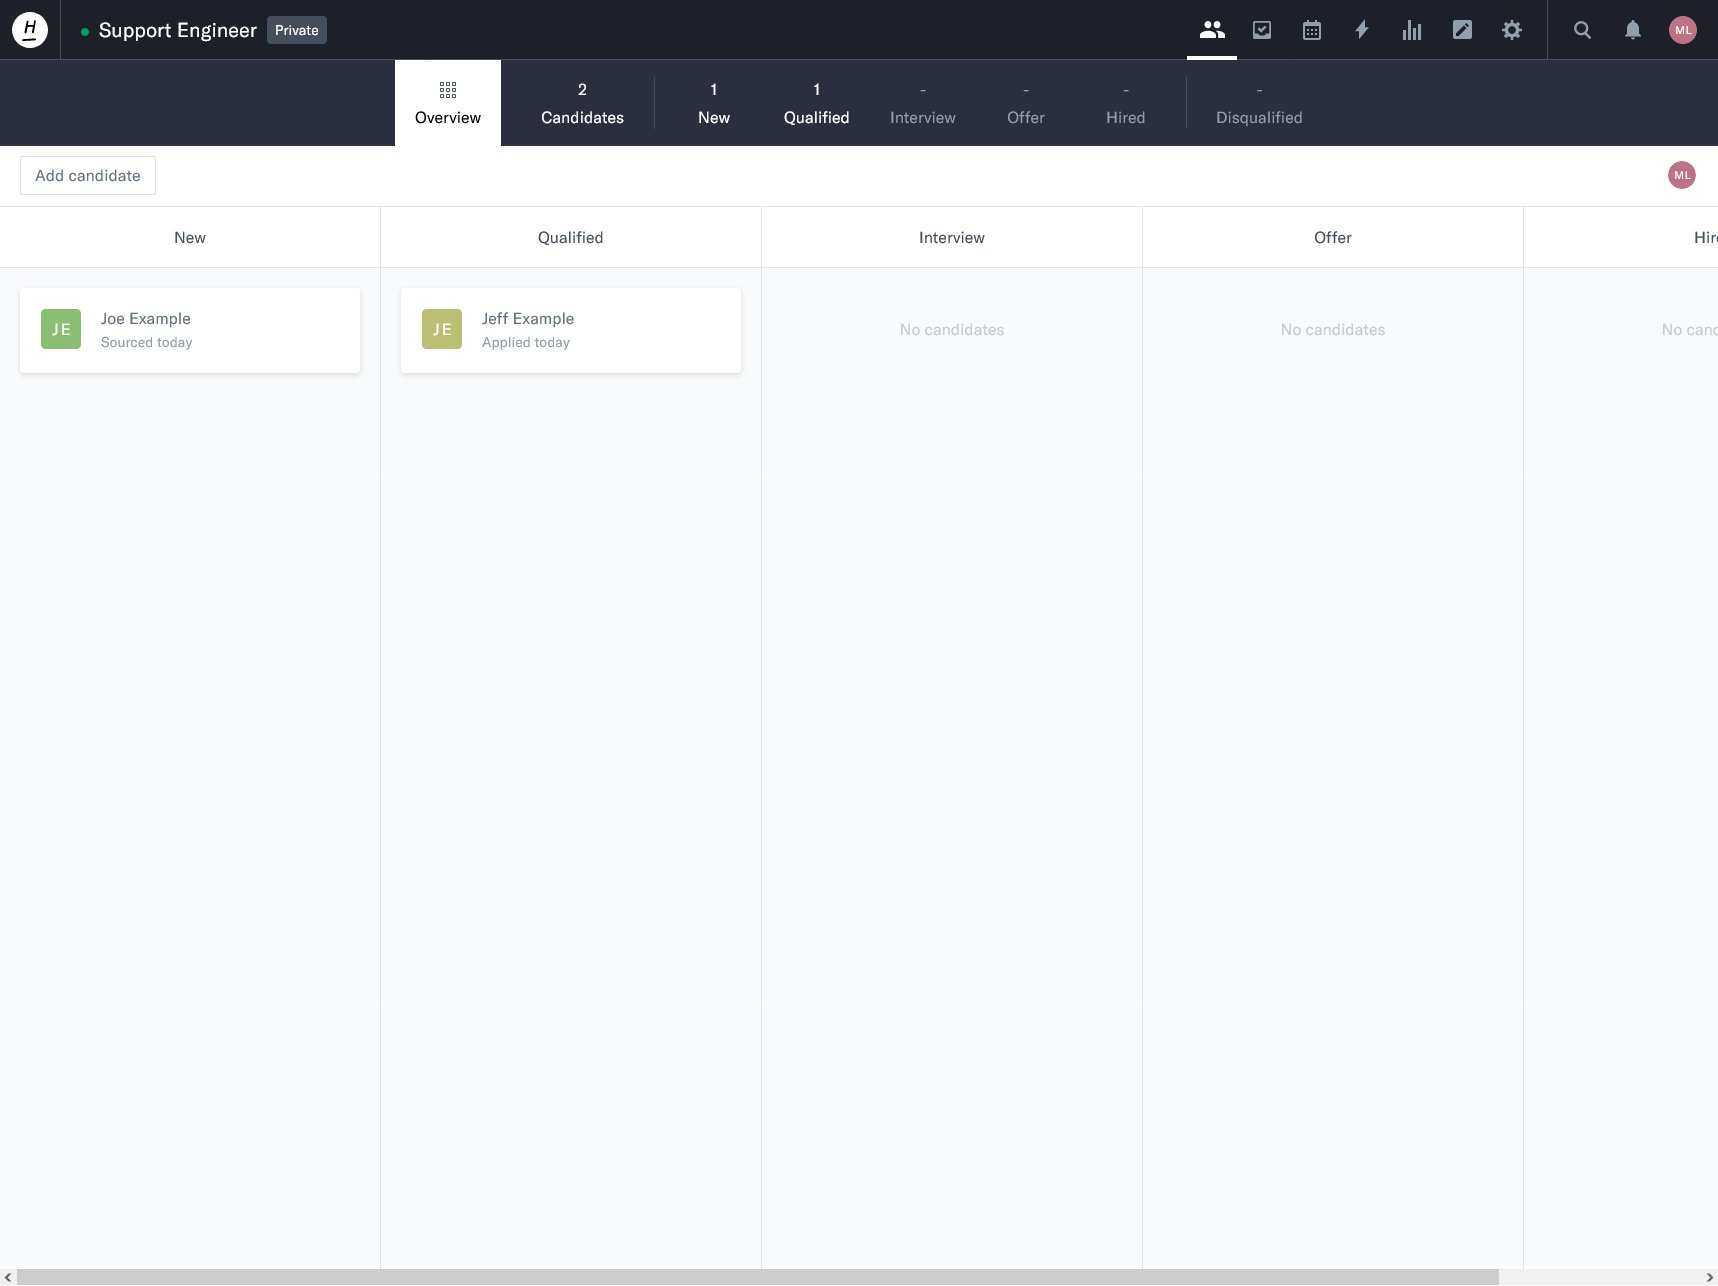 H
Support Engineer Private
ML
Overview
2
Candidates
1
New
1
Qualified
-
Interview
-
Offer
-
Hired
-
Disqualified
Add candidate
ML
New
Qualified
Interview
Offer
Hir
JE
Joe Example
Sourced today
JE
Jeff Example
Applied today
No candidates
No candidates
No canc